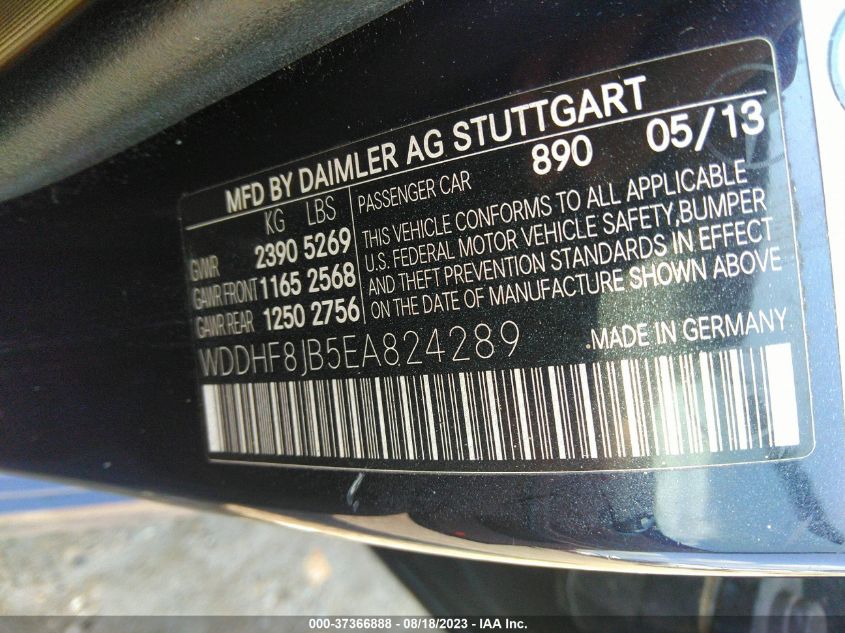 MFD BY DAIMLER AG STUTTGART
KG LBS
GVWR 2390 5269
GAWR FRONT 1165 2568
GAWR REAR 1250 2756
PASSENGER CAR 890 05/13
THIS VEHICLE CONFORMS TO ALL APPLICABLE
U.S. FEDERAL MOTOR VEHICLE SAFETY, BUMPER
AND THEFT PREVENTION STANDARDS IN EFFECT
ON THE DATE OF MANUFACTURE SHOWN ABOVE
WDDHF8JB5EA824289 MADE IN GERMANY
000-37366888 / 08/18/2023 - IAA Inc.